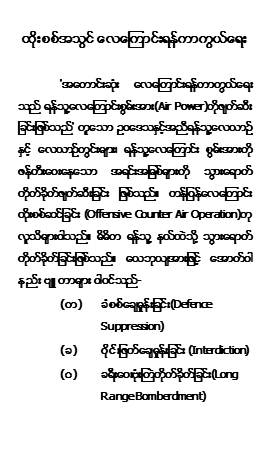 ထိုးစစ်အသွင် လေကြောင်းရန်ကာကွယ်ရေး
'အကောင်းဆုံး လေကြောင်းရန်ကာကွယ်ရေး
သည် ရန်သူ့လေကြောင်းစွမ်းအား(Air Power)ကိုဖျက်ဆီး
ခြင်းဖြစ်သည်' ဟူသော ဥပဒေသနှင့်အညီရန်သူ့လေယာဉ်
နှင့် လေယာဉ်ကွင်းများ၊ ရန်သူ့လေကြောင်း စွမ်းအားကို
ဖန်တီးပေးနေသော အရင်းအမြစ်များကို သွားရောက်
တိုက်ခိုက်ဖျက်ဆီးခြင်း ဖြစ်သည်။ တန်ပြန်လေကြောင်း
ထိုးစစ်ဆင်ခြင်း (Offensive Counter Air Operation)ဟု
လူသိများပါသည်။ မိမိက ရန်သူ့ နယ်ထဲသို့ သွားရောက်
တိုက်ခိုက်ခြင်းဖြစ်သည်။ ယေဘုယျအားဖြင့် အောက်ပါ
နည်းဗျူဟာများ ပါဝင်သည်-
(က) ခံစစ်ချေမှုန်းခြင်း(Defence
Suppression)
(ခ) ပိုင်းဖြတ်ချေမှုန်းခြင်း (Interdiction)
(ဂ) ခရီးဝေးဗုံးကြဲတိုက်ခိုက်ခြင်း(Long
Range Bomberdment)